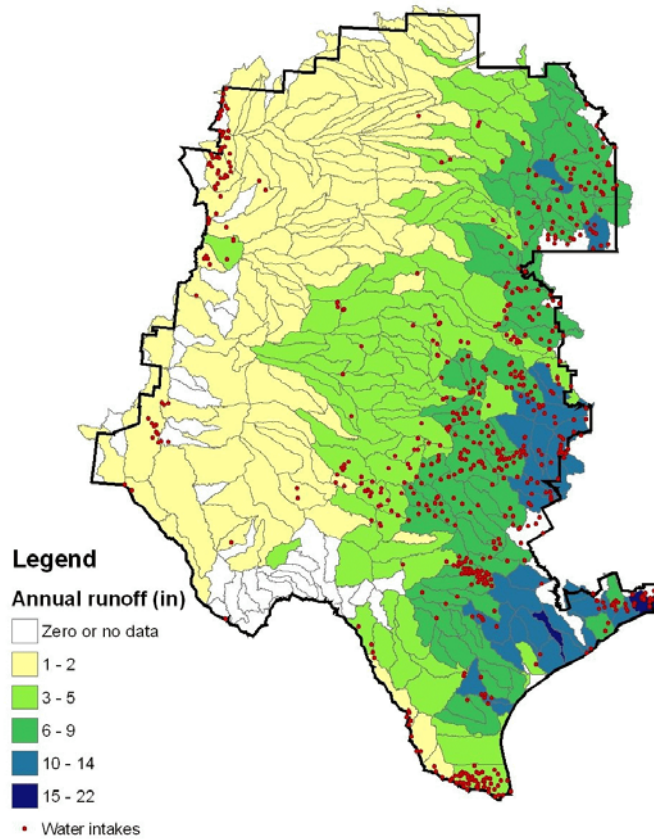 Legend
Annual runoff (in)
Zero or no data
1 - 2
3 - 5
6 - 9
10 - 14
15 - 22
Water intakes